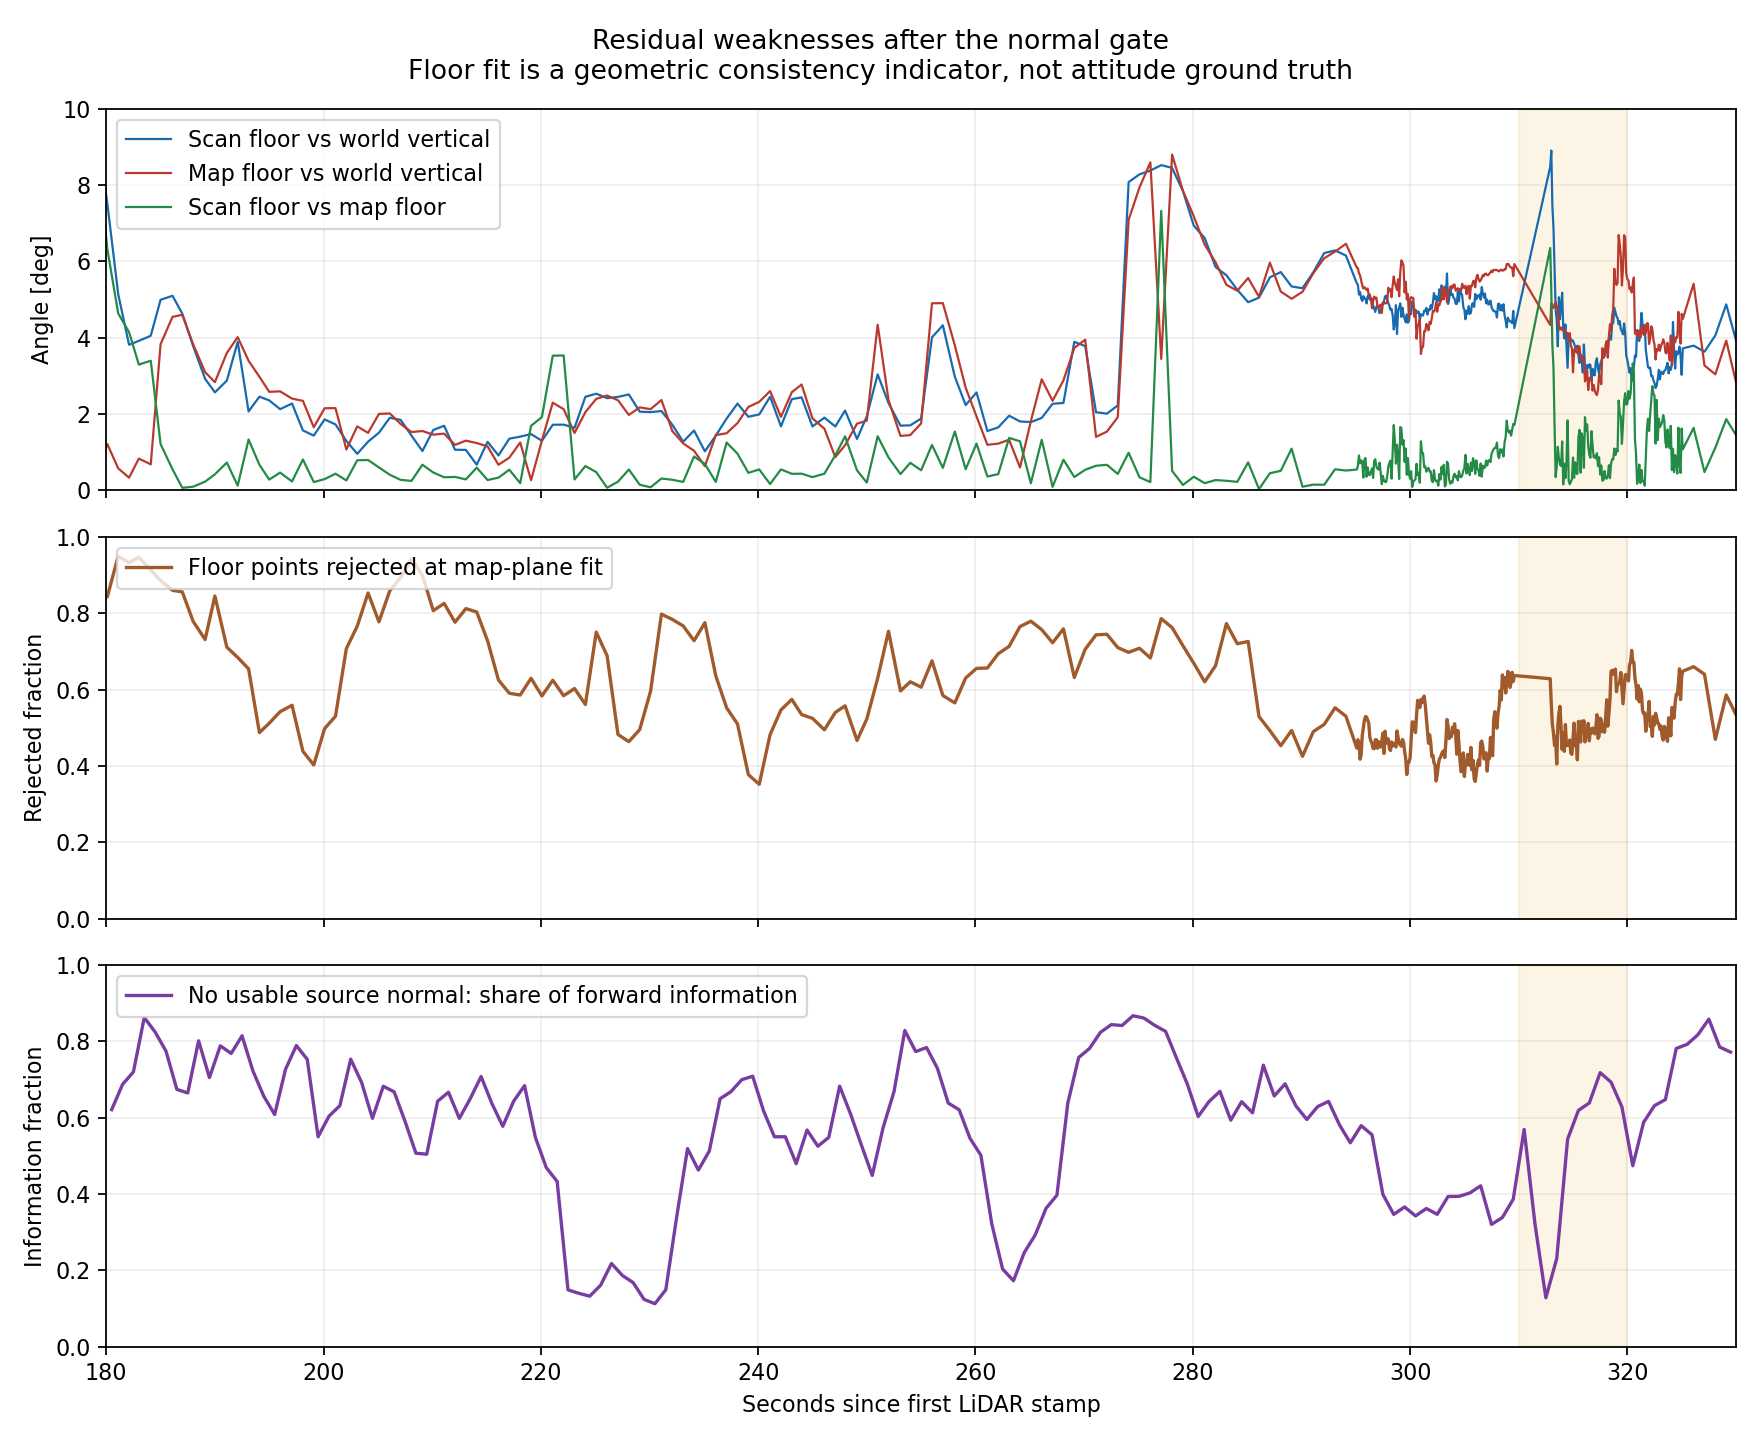 Residual weaknesses after the normal gate
Floor fit is a geometric consistency indicator, not attitude ground truth
10
8
6
4
2
0
Angle [deg]
Scan floor vs world vertical
Map floor vs world vertical
Scan floor vs map floor
1.0
0.8
0.6
0.4
0.2
0.0
Rejected fraction
Floor points rejected at map-plane fit
1.0
0.8
0.6
0.4
0.2
0.0
Information fraction
No usable source normal: share of forward information
180 200 220 240 260 280 300 320
Seconds since first LiDAR stamp